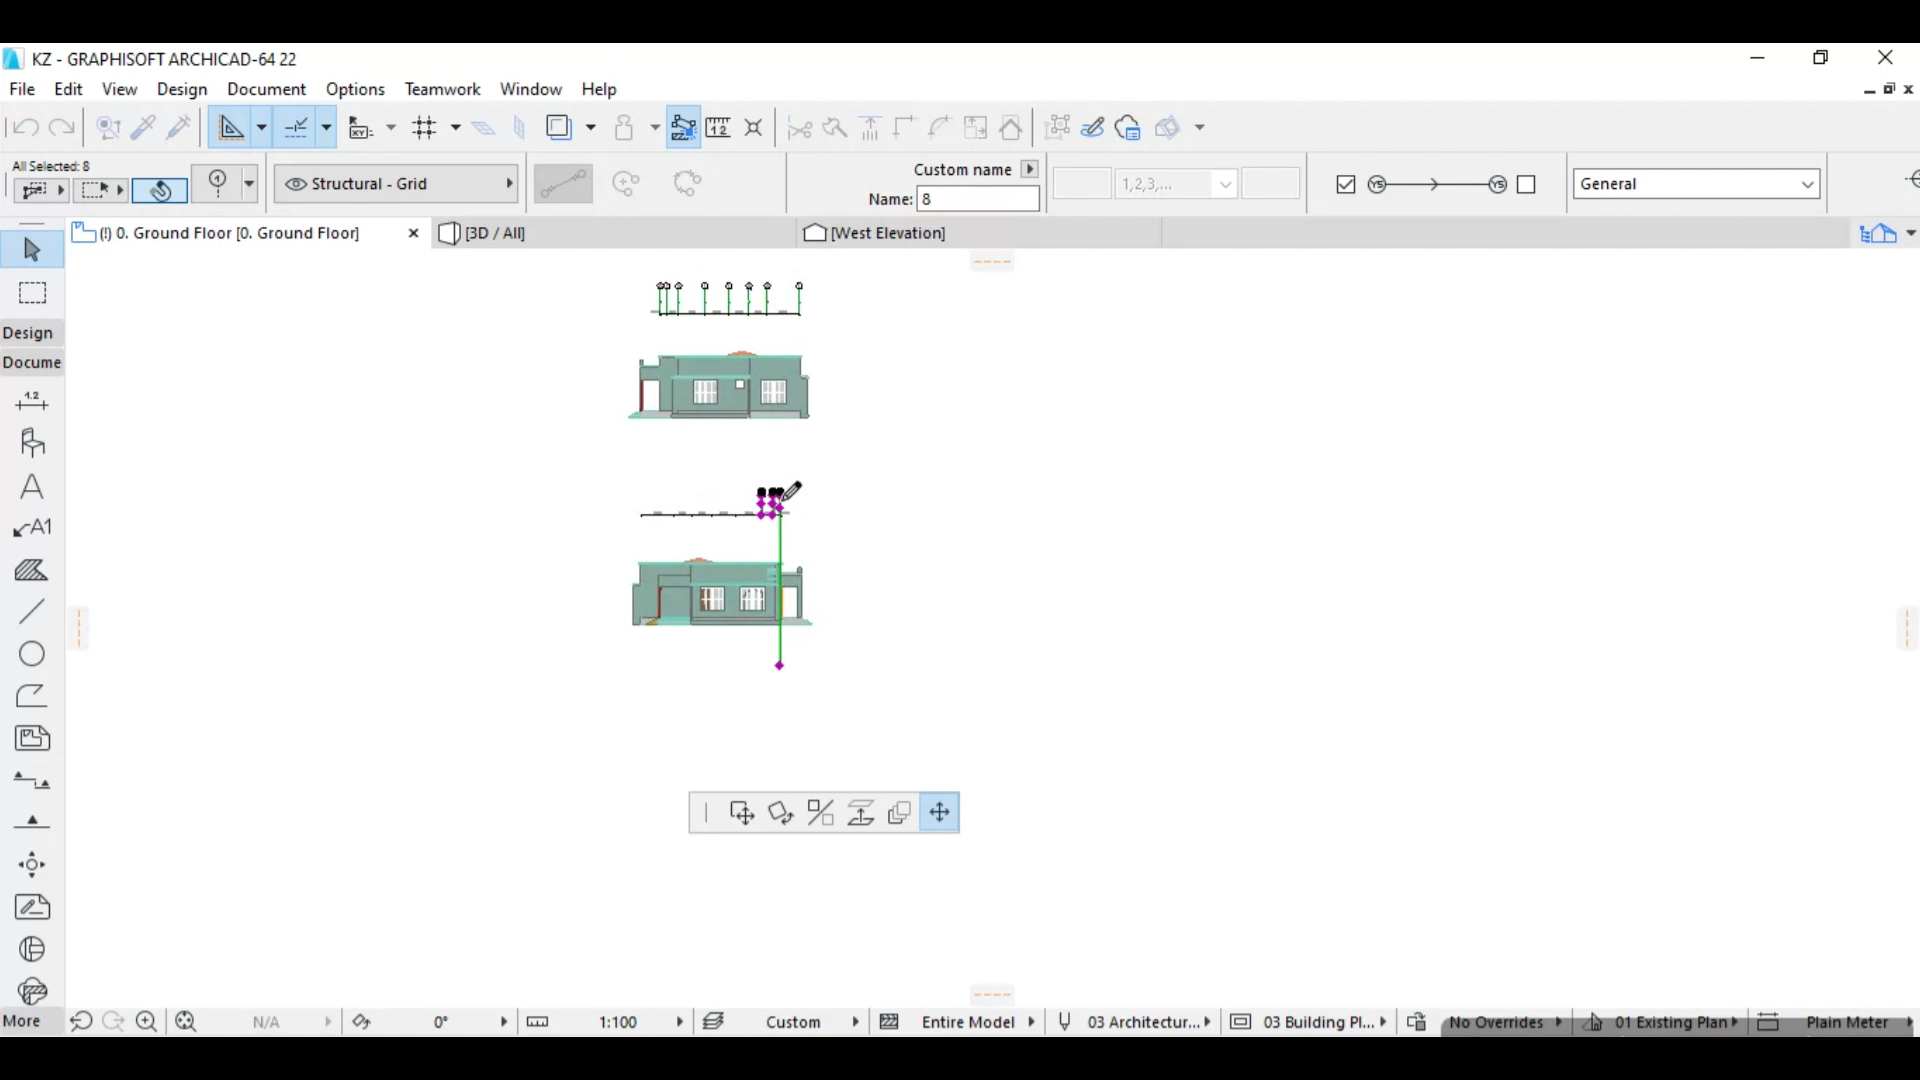 KZ - GRAPHISOFT ARCHICAD-64 22
File Edit View Design Document Options Teamwork Window Help
All Selected: 8
Structural - Grid
Custom name
Name: 8
1,2,3,...
General
(!) 0. Ground Floor [0. Ground Floor]
[3D / All]
[West Elevation]
Design
Docume
1.2
A
A1
More
N/A
0°
1:100
Custom
Entire Model
03 Architectur...
03 Building Pl...
No Overrides
01 Existing Plan
Plain Meter